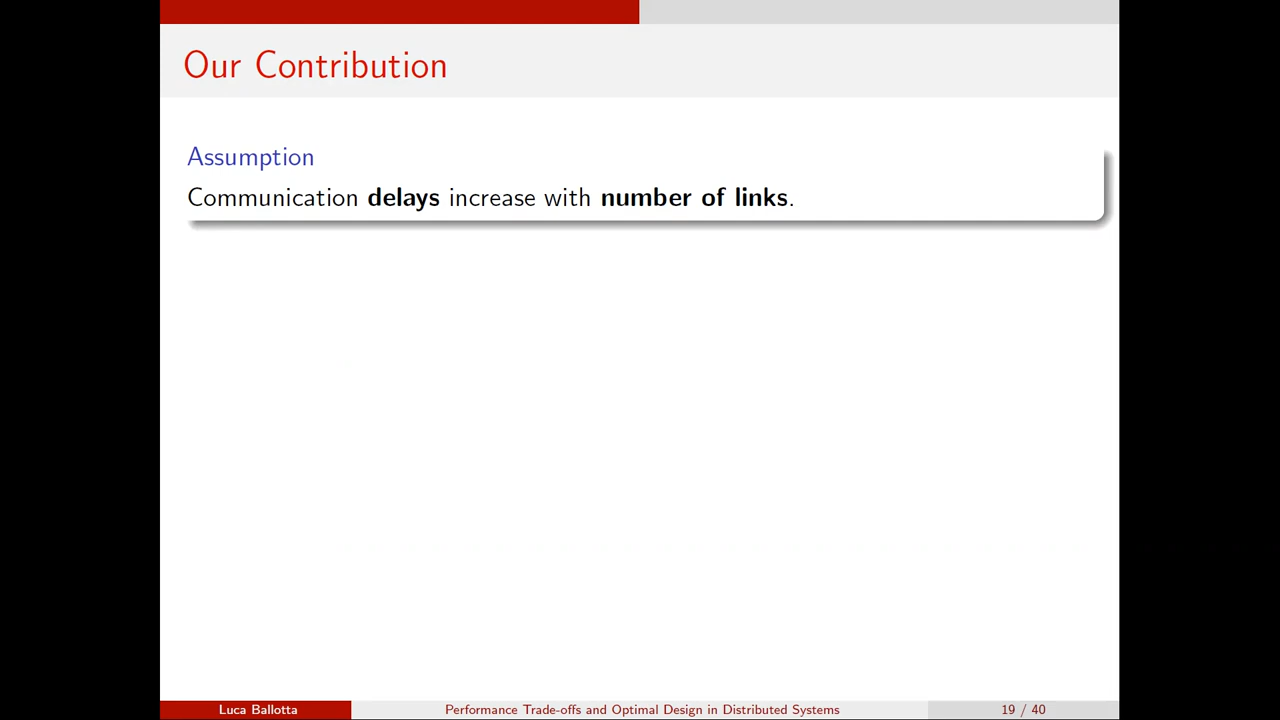 Our Contribution
Assumption
Communication delays increase with number of links.
Luca Ballotta
Performance Trade-offs and Optimal Design in Distributed Systems
19 / 40